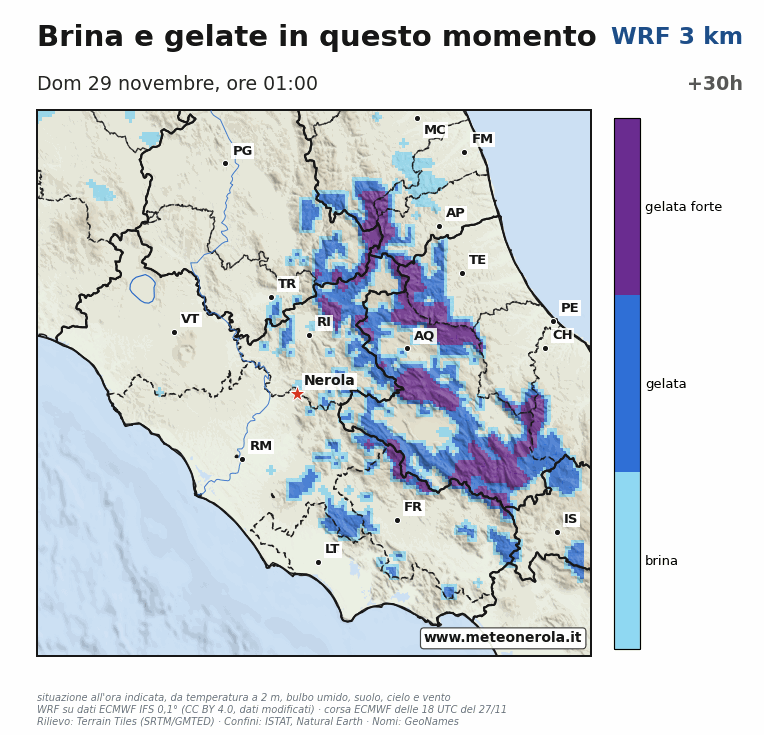 Brina e gelate in questo momento WRF 3 km
Dom 29 novembre, ore 01:00 +30h
MC
FM
PG
AP
TE
TR
PE
VT
RI
CH
AQ
Nerola
RM
FR
IS
LT
www.meteonerola.it
gelata forte
gelata
brina
situazione all'ora indicata, da temperatura a 2 m, bulbo umido, suolo, cielo e vento
WRF su dati ECMWF IFS 0,1° (CC BY 4.0, dati modificati) · corsa ECMWF delle 18 UTC del 27/11
Rilievo: Terrain Tiles (SRTM/GMTED) · Confini: ISTAT, Natural Earth · Nomi: GeoNames